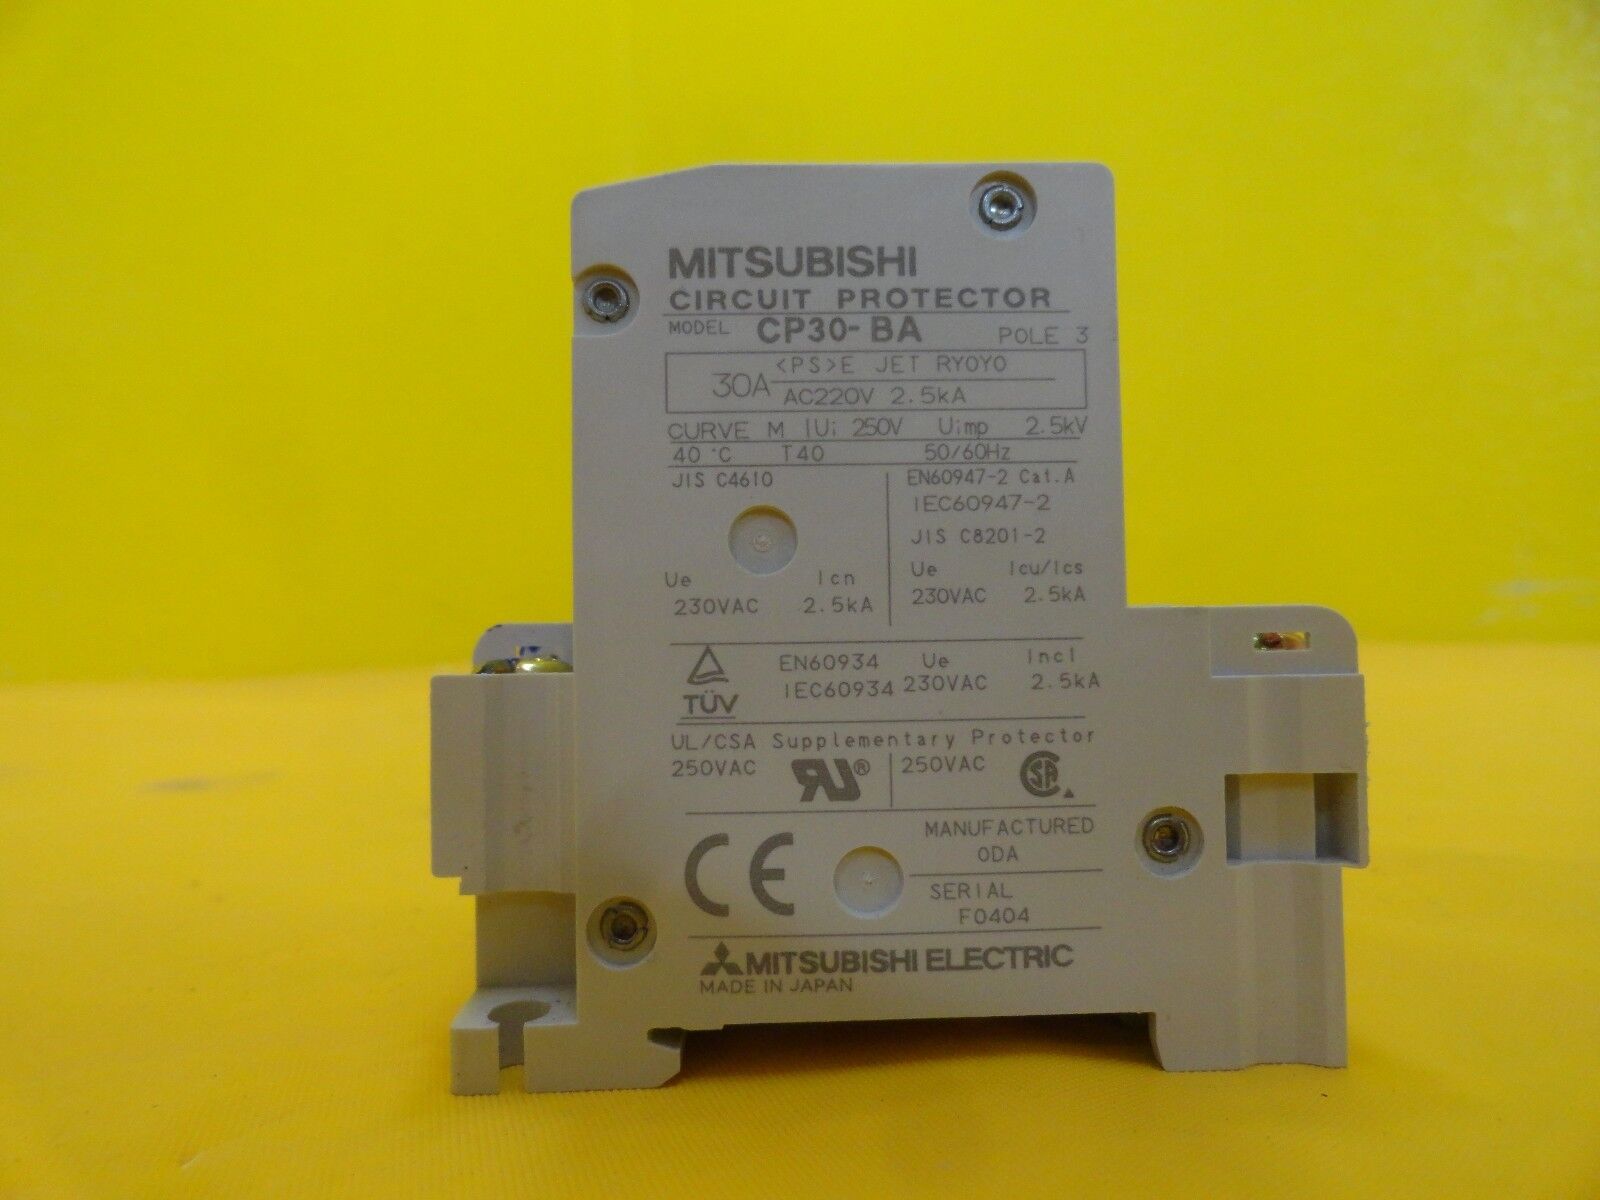 MITSUBISHI
CIRCUIT PROTECTOR
MODEL CP30-BA POLE 3
30A <PS>E JET RYOYO
AC220V 2.5kA
CURVE M IUi 250V Uimp 2.5kV
40°C T40 50/60Hz
JIS C4610
EN60947-2 Cat.A
IEC60947-2
JIS C8201-2
Ue Icn
230VAC 2.5kA
Ue Icu/Ics
230VAC 2.5kA
TÜV
EN60934 Ue Incl
IEC60934 230VAC 2.5kA
UL/CSA Supplementary Protector
250VAC RU® 250VAC SA
CE
MANUFACTURED
ODA
SERIAL
F0404
MITSUBISHI ELECTRIC
MADE IN JAPAN